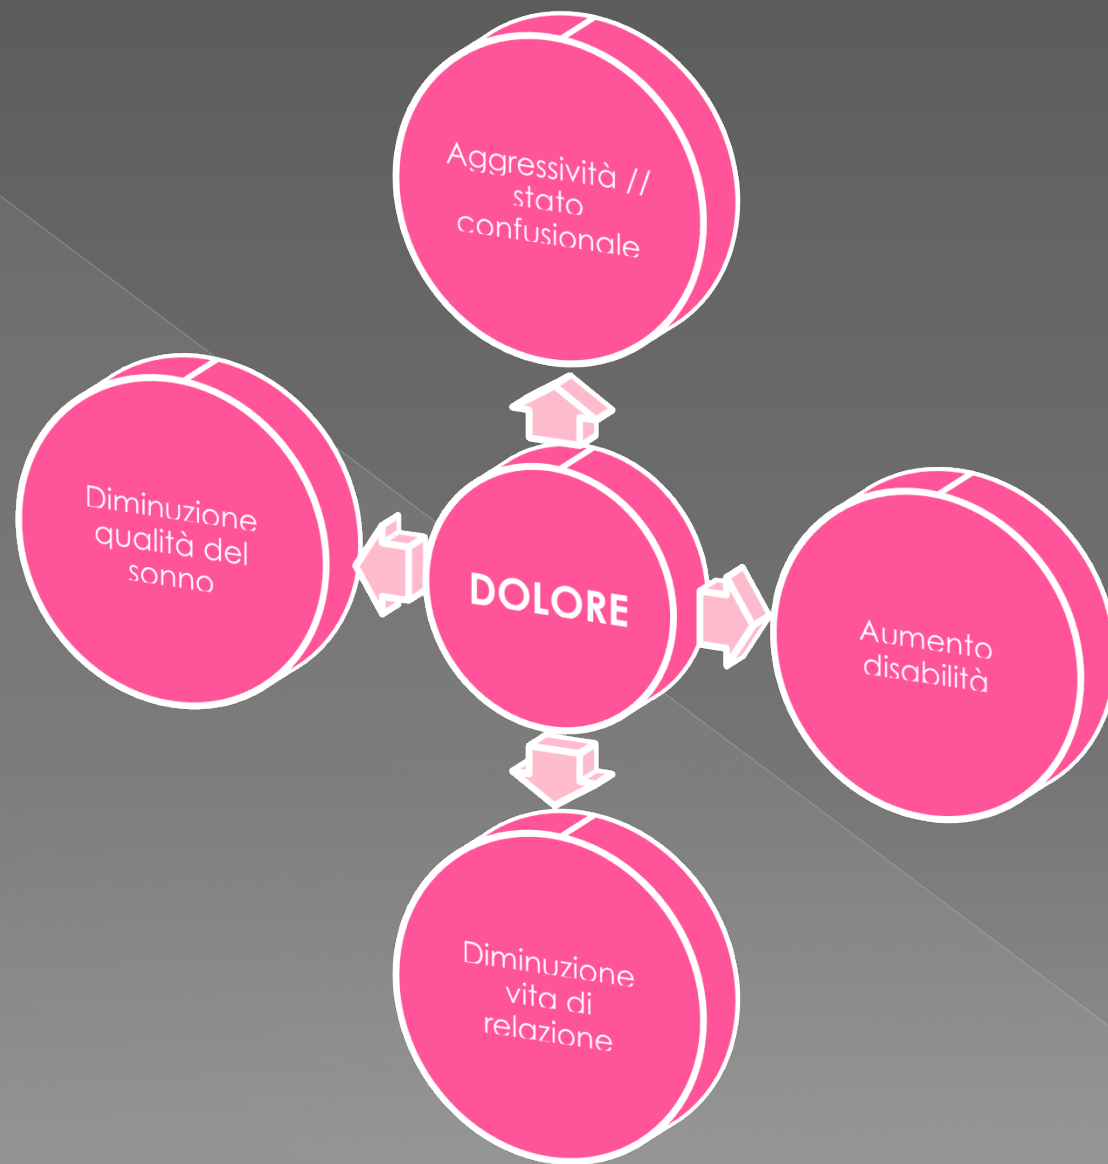 Aggressività //
stato
confusionale
Diminuzione
qualità del
sonno
DOLORE
Aumento
disabilità
Diminuzione
vita di
relazione